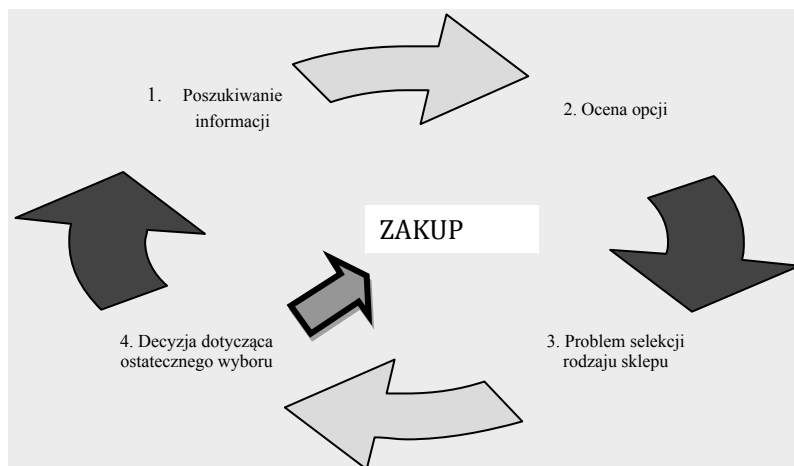 1. Poszukiwanie
informacji
2. Ocena opcji
ZAKUP
4. Decyzja dotycząca
ostatecznego wyboru
3. Problem selekcji
rodzaju sklepu